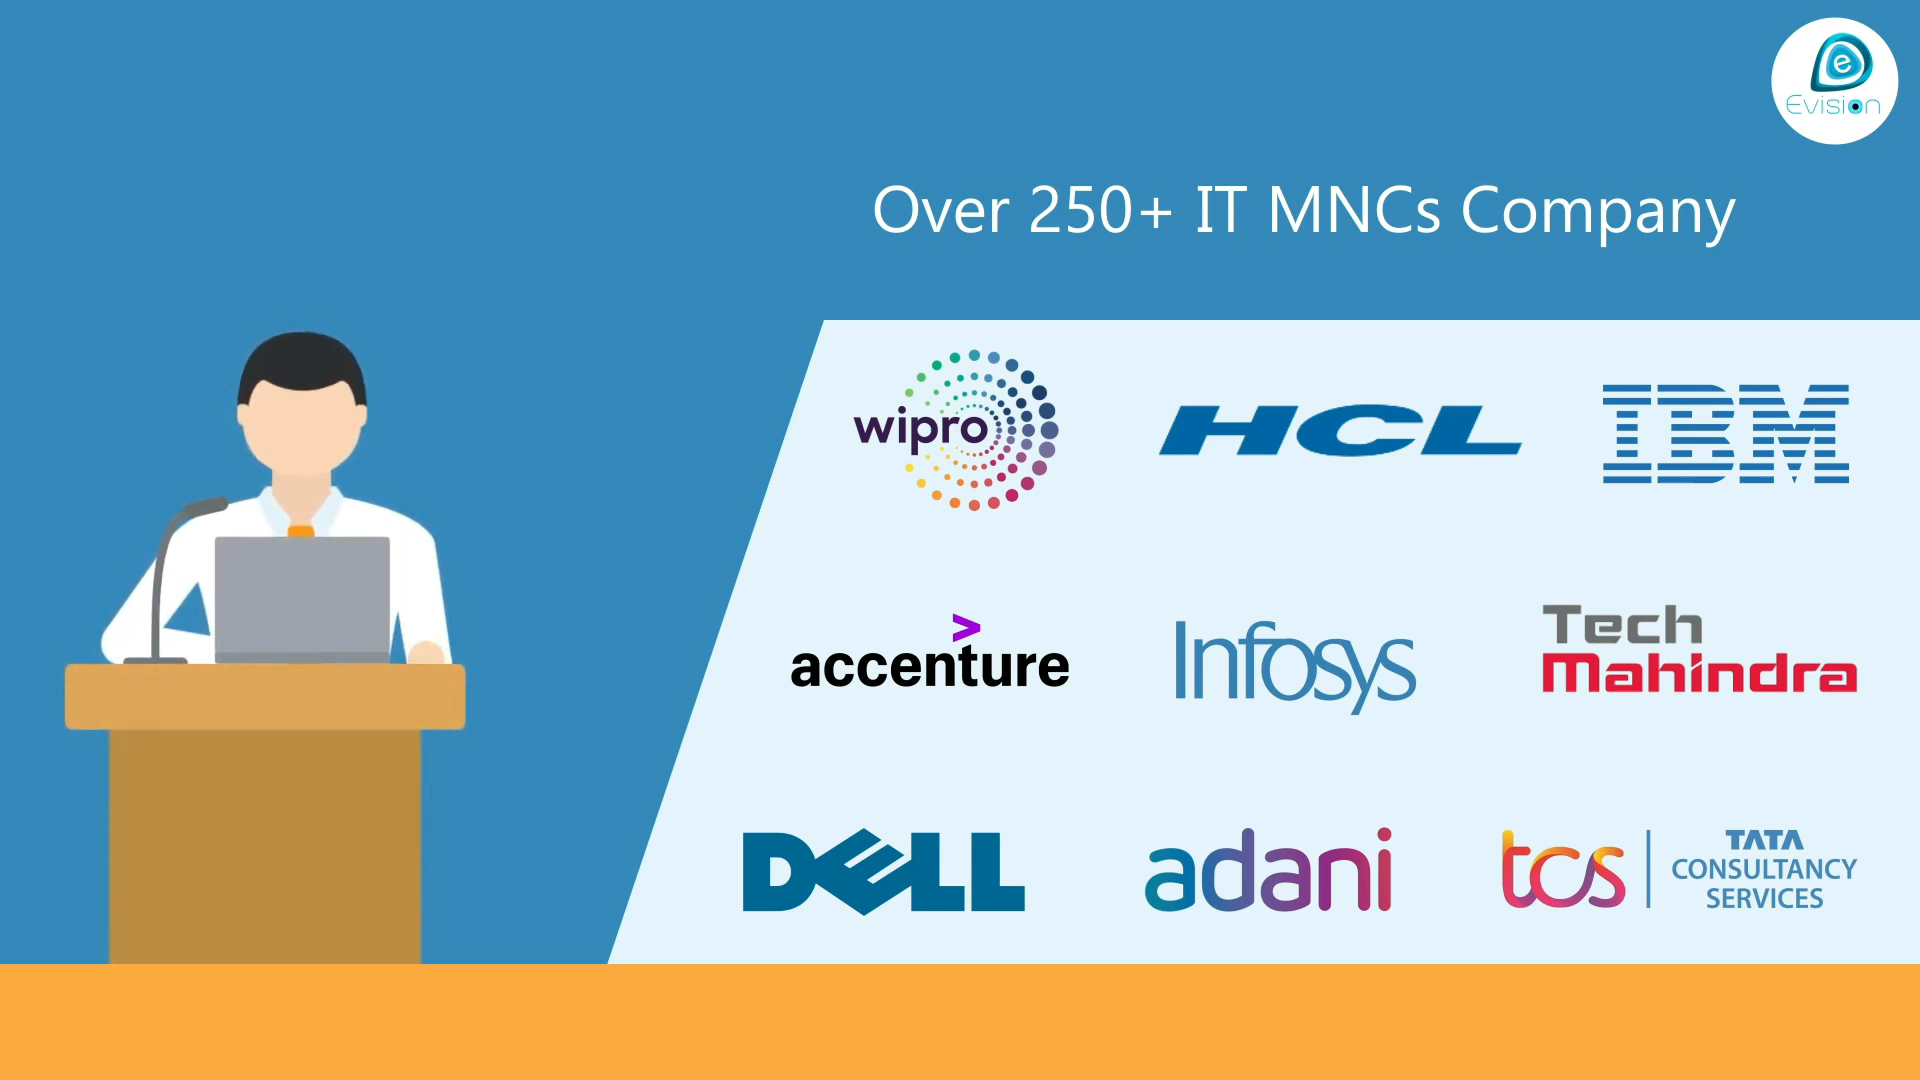 e
Evision
Over 250+ IT MNCs Company
wipro
HCL
IBM
>
accenture
Infosys
Tech
Mahindra
DELL
adani
tcs
TATA
CONSULTANCY
SERVICES